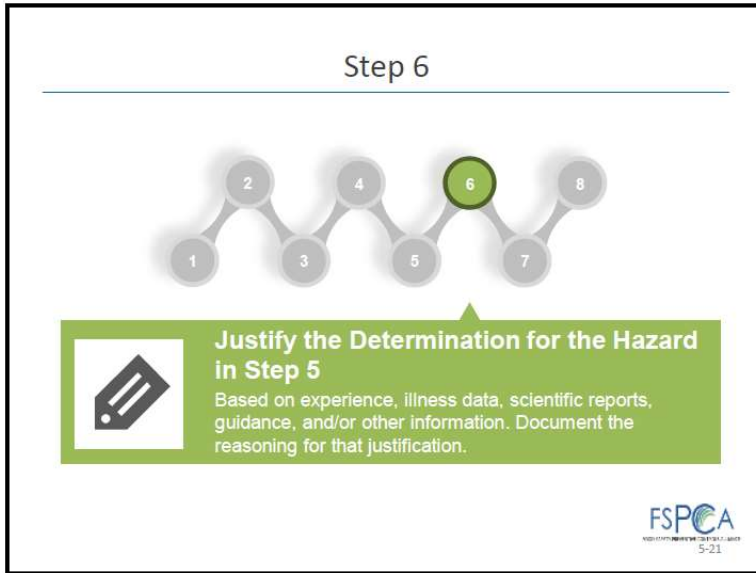 Step 6
2 4 6 8
1 3 5 7
Justify the Determination for the Hazard
in Step 5
Based on experience, illness data, scientific reports,
guidance, and/or other information. Document the
reasoning for that justification.
FSPCA
5-21